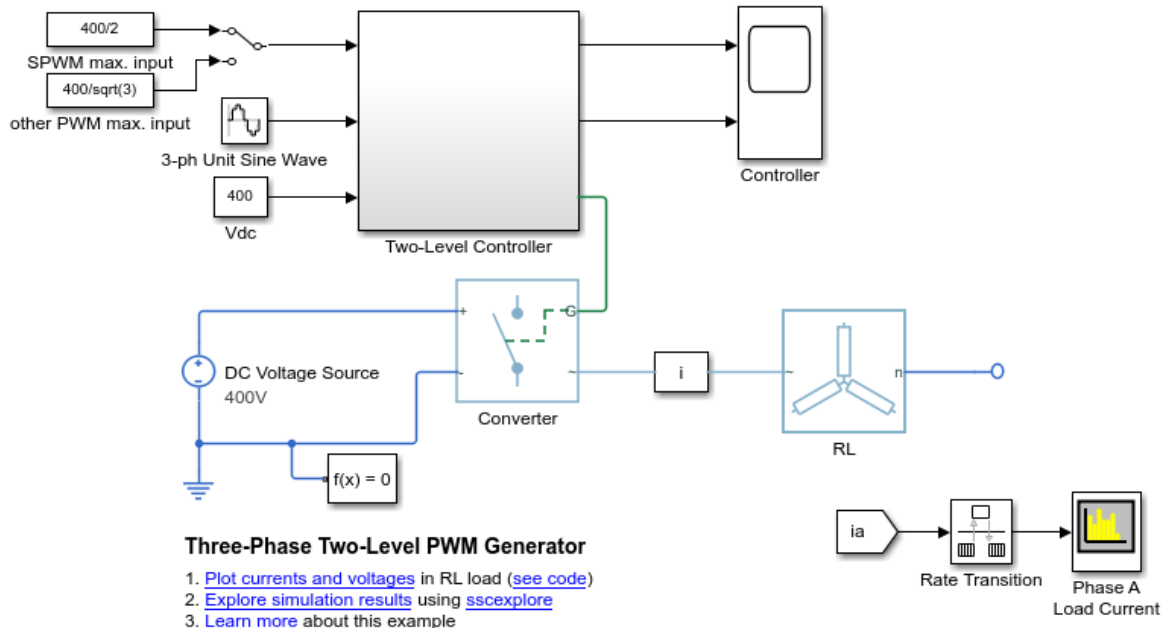 400/2
SPWM max. input
400/sqrt(3)
other PWM max. input
3-ph Unit Sine Wave
400
Vdc
Two-Level Controller
Controller
+
G
-
~
Converter
+
-
DC Voltage Source
400V
i
~
n
RL
f(x) = 0
ia
Rate Transition
Phase A
Load Current
Three-Phase Two-Level PWM Generator
1. Plot currents and voltages in RL load (see code)
2. Explore simulation results using sscexplore
3. Learn more about this example